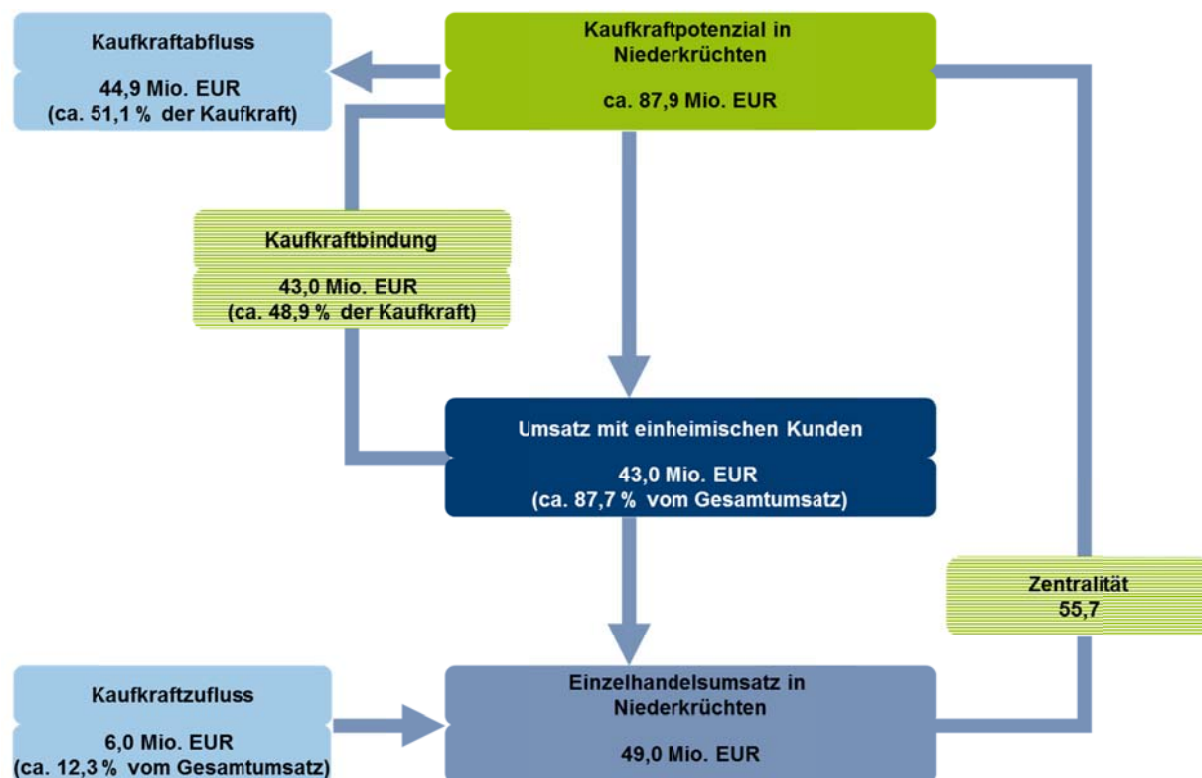 Kaufkraftabfluss
44,9 Mio. EUR
(ca. 51,1 % der Kaufkraft)
Kaufkraftpotenzial in
Niederkrüchten
ca. 87,9 Mio. EUR
Kaufkraftbindung
43,0 Mio. EUR
(ca. 48,9 % der Kaufkraft)
Umsatz mit einheimischen Kunden
43,0 Mio. EUR
(ca. 87,7 % vom Gesamtumsatz)
Zentralität
55,7
Kaufkraftzufluss
6,0 Mio. EUR
(ca. 12,3 % vom Gesamtumsatz)
Einzelhandelsumsatz in
Niederkrüchten
49,0 Mio. EUR